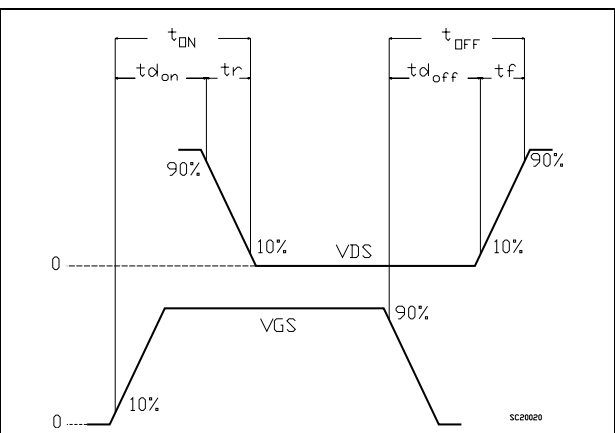 tON tOFF
tdon tr tdoff tf
90% 90%
10% VDS 10%
0
90%
VGS
10%
0
SC20020